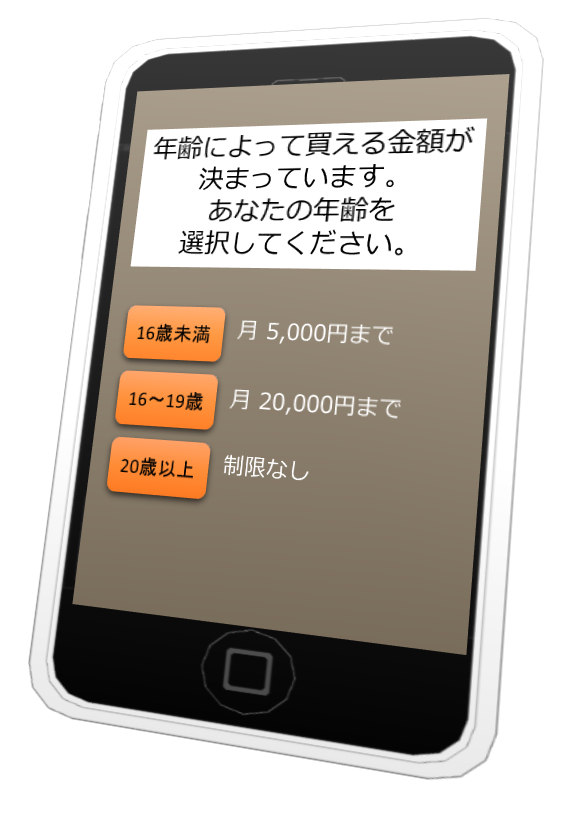 年齢によって買える金額が
決まっています。
あなたの年齢を
選択してください。
16歳未満 月 5,000円まで
16～19歳 月 20,000円まで
20歳以上 制限なし